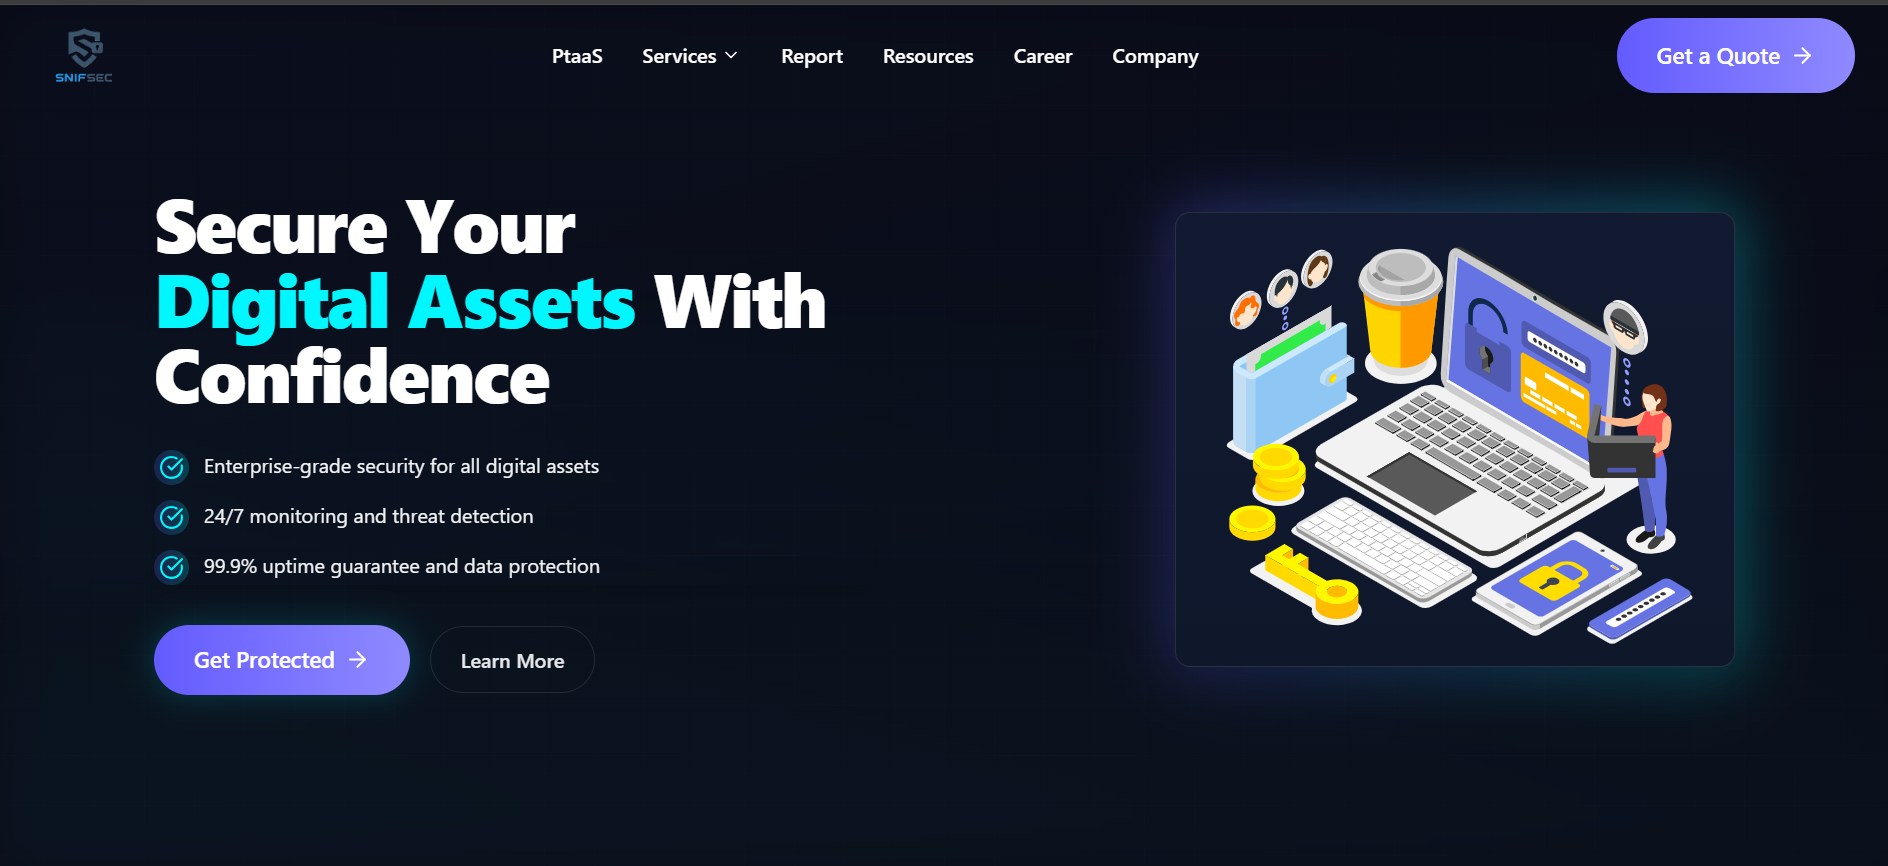 SNIFSEC
PtaaS
Services
Report
Resources
Career
Company
Get a Quote
Secure Your
Digital Assets With
Confidence
Enterprise-grade security for all digital assets
24/7 monitoring and threat detection
99.9% uptime guarantee and data protection
Get Protected
Learn More